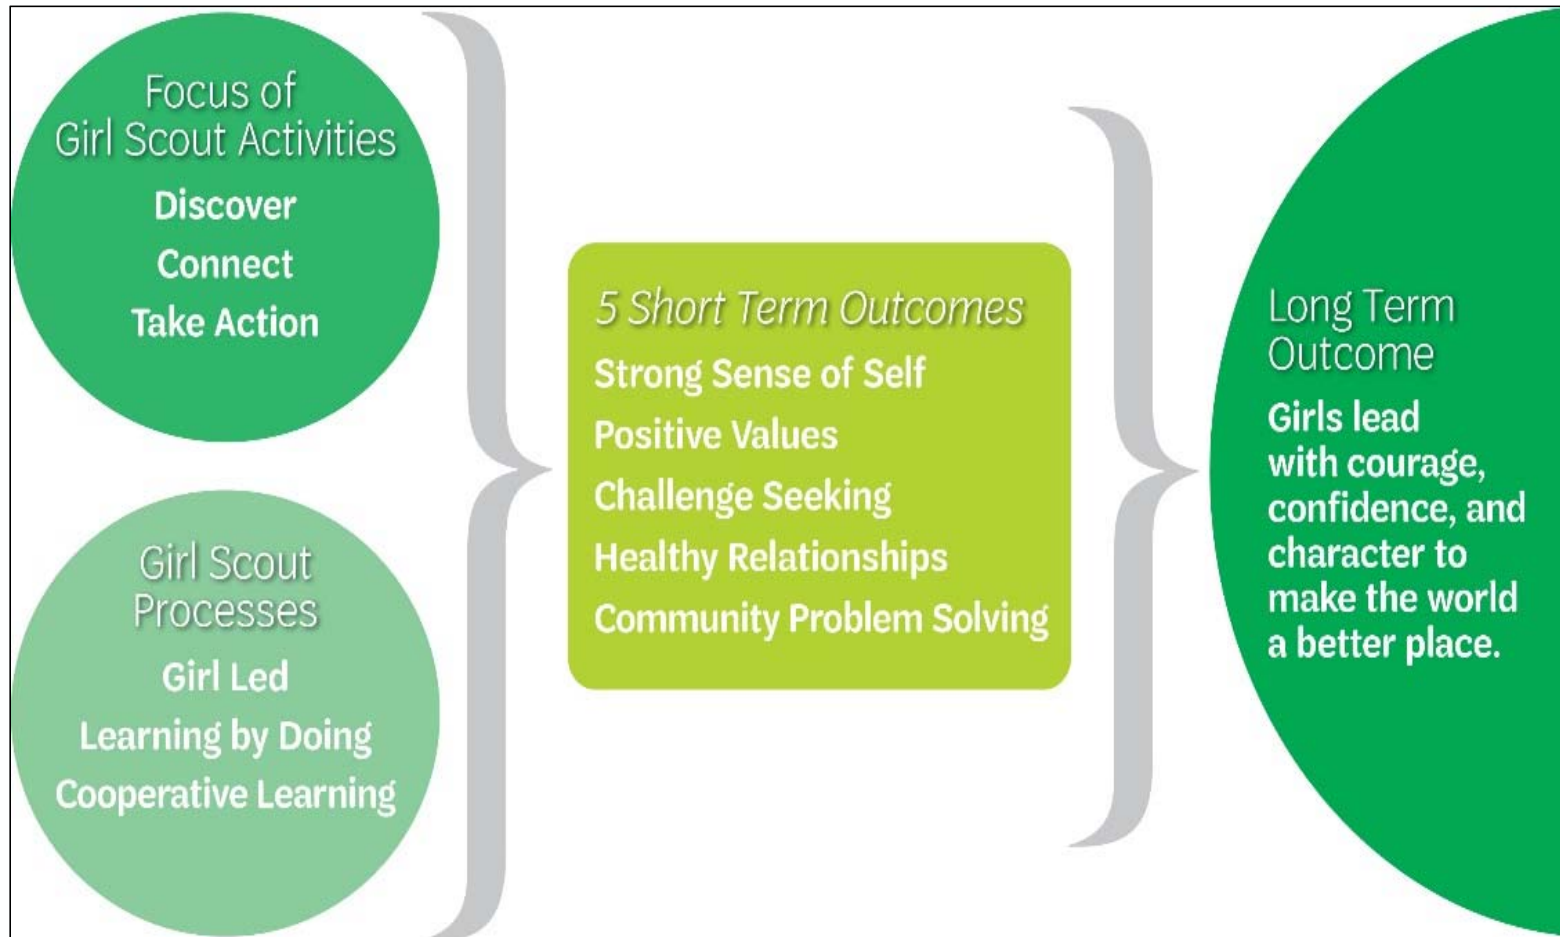 Focus of
Girl Scout Activities
Discover
Connect
Take Action
Girl Scout
Processes
Girl Led
Learning by Doing
Cooperative Learning
5 Short Term Outcomes
Strong Sense of Self
Positive Values
Challenge Seeking
Healthy Relationships
Community Problem Solving
Long Term
Outcome
Girls lead
with courage,
confidence, and
character to
make the world
a better place.